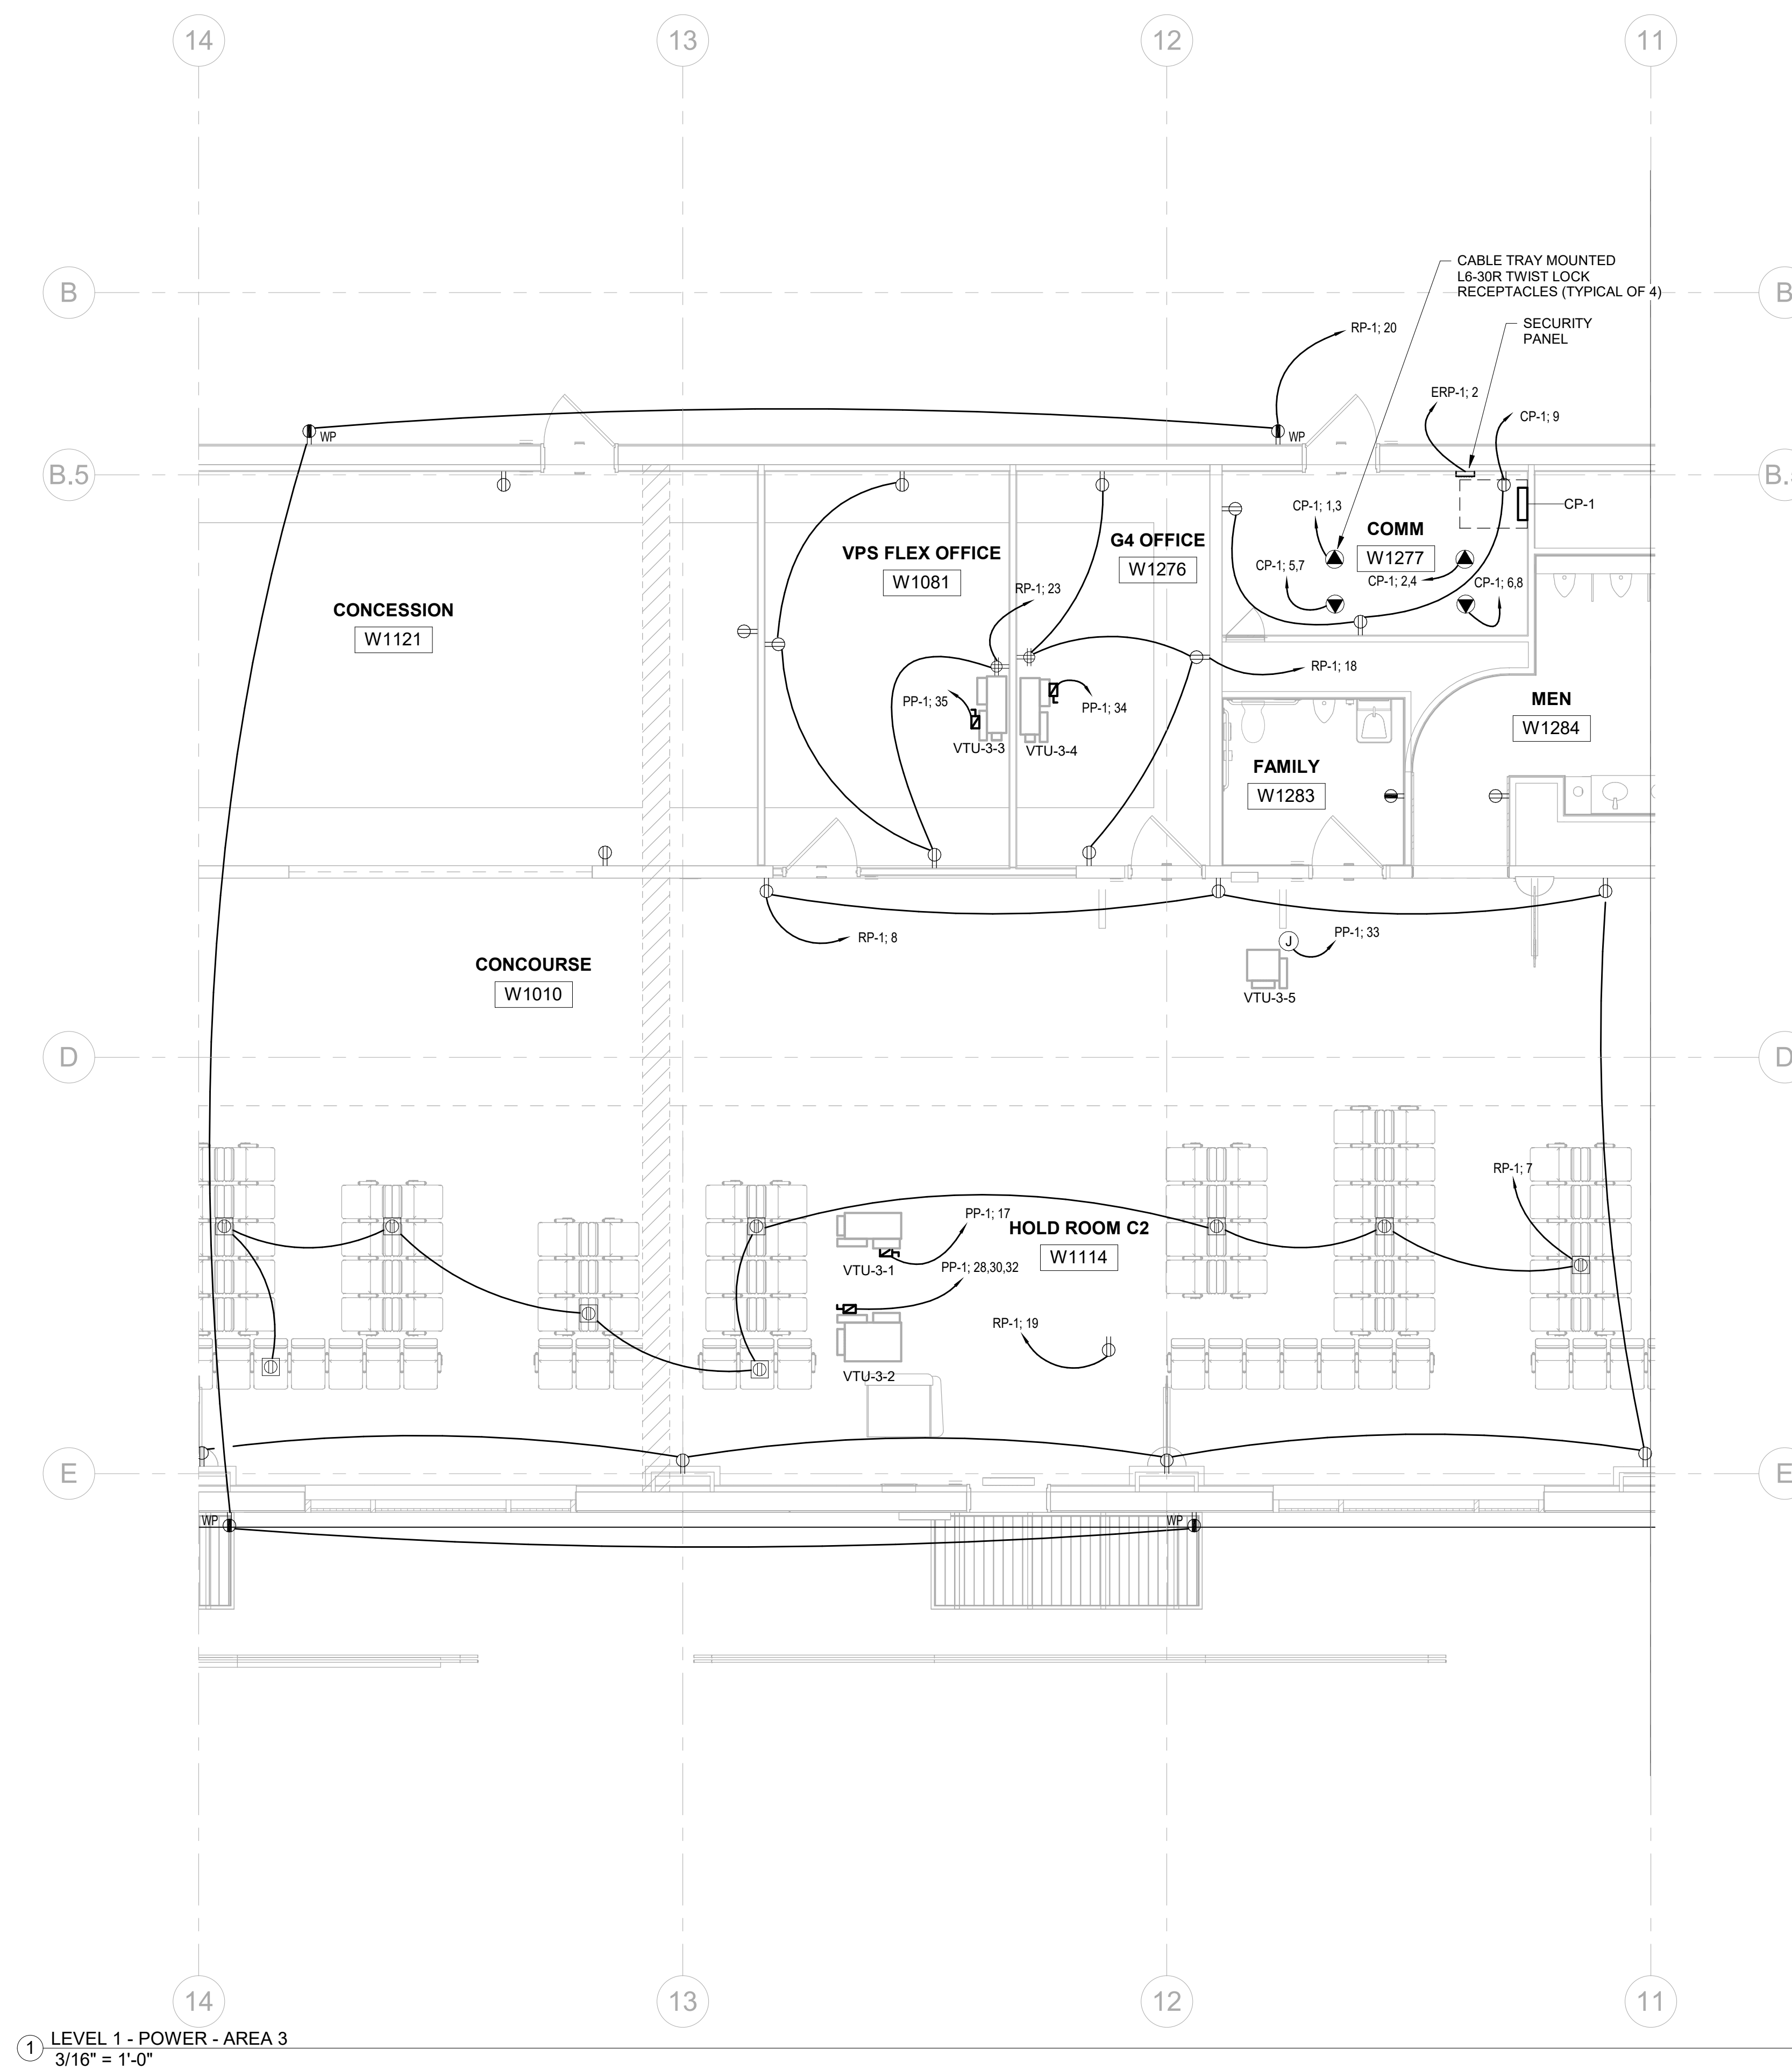 14
13
12
11
CABLE TRAY MOUNTED
L6-30R TWIST LOCK
RECEPTACLES (TYPICAL OF 4)
B
B
SECURITY
PANEL
RP-1; 20
ERP-1; 2
CP-1; 9
WP
WP
B.5
CP-1; 1,3
CP-1
COMM
W1277
G4 OFFICE
W1276
VPS FLEX OFFICE
W1081
CP-1; 5,7
CP-1; 2,4
CP-1; 6,8
RP-1; 23
CONCESSION
W1121
RP-1; 18
PP-1; 35
PP-1; 34
MEN
W1284
VTU-3-3
VTU-3-4
FAMILY
W1283
RP-1; 8
PP-1; 33
J
CONCOURSE
W1010
VTU-3-5
D
D
RP-1; 7
PP-1; 17
HOLD ROOM C2
W1114
VTU-3-1
PP-1; 28,30,32
RP-1; 19
VTU-3-2
E
E
WP
WP
14
13
12
11
1
LEVEL 1 - POWER - AREA 3
3/16" = 1'-0"